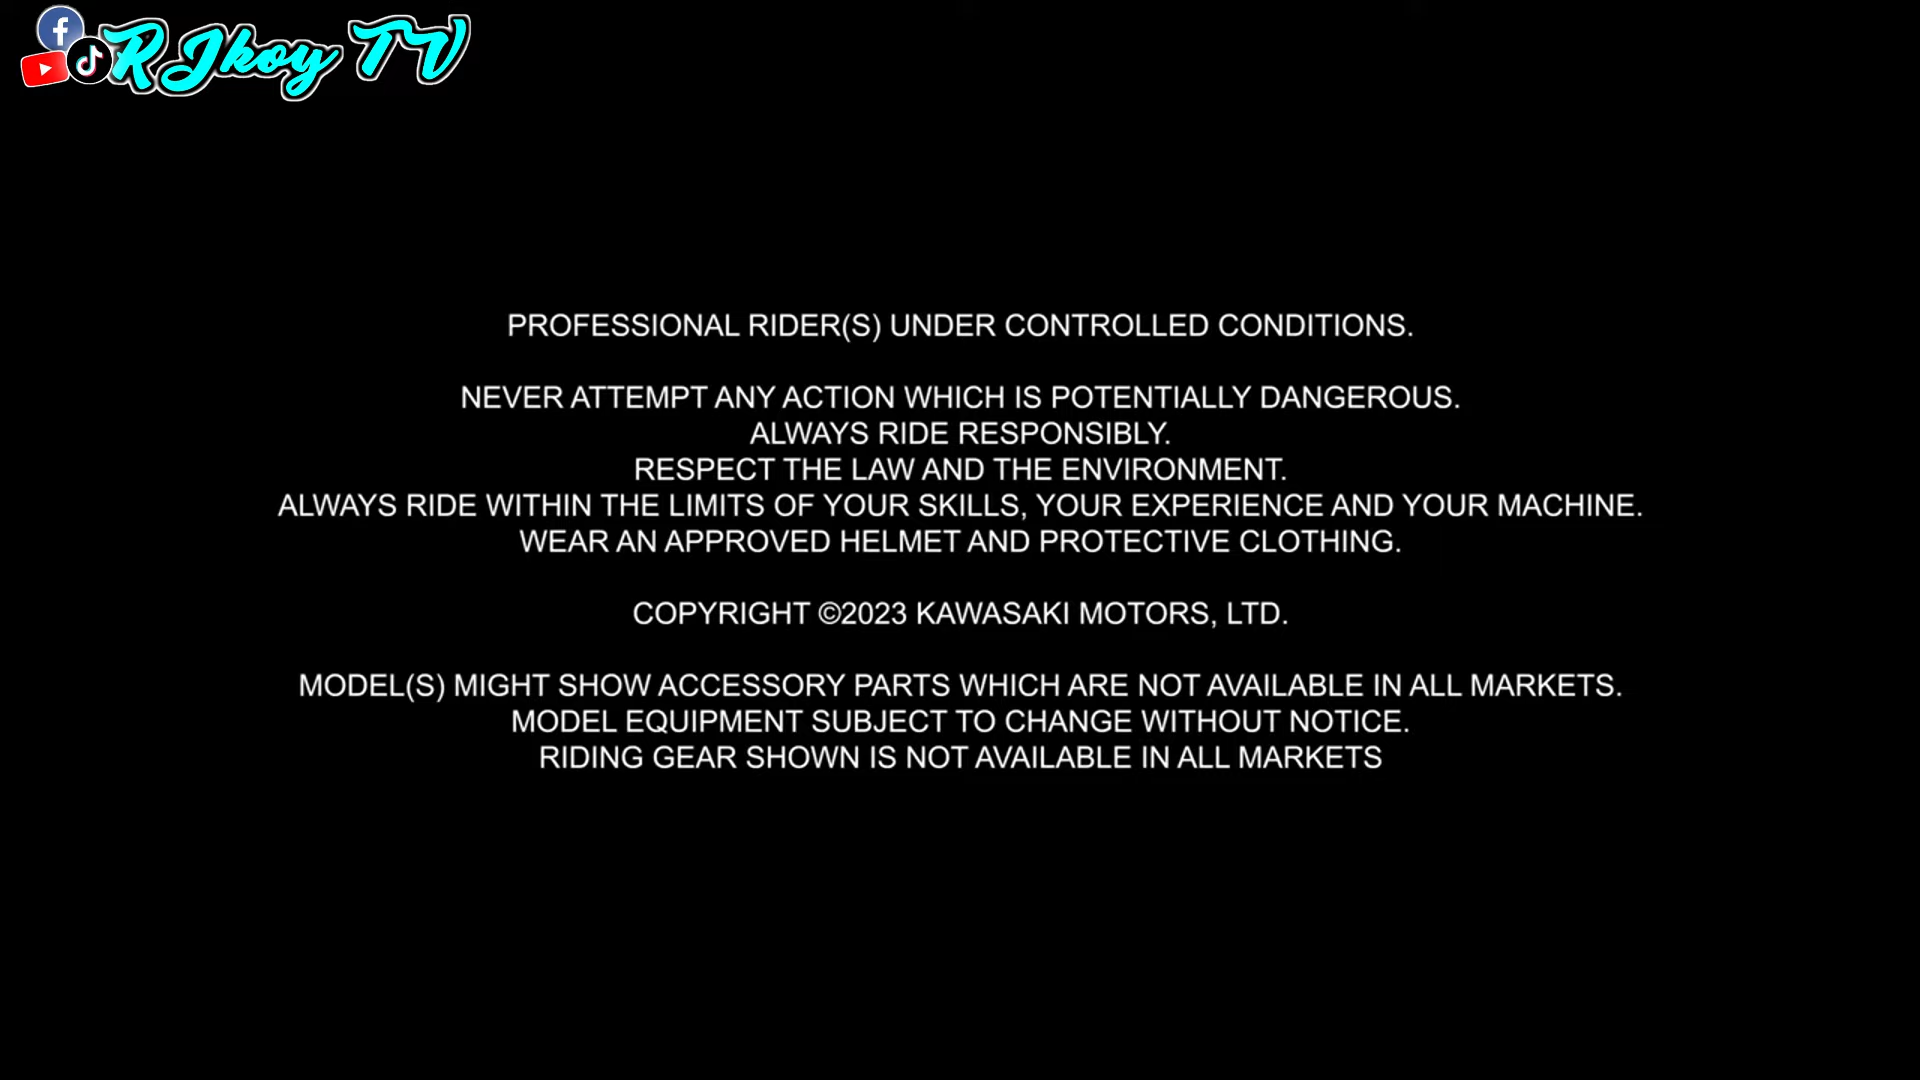 RJkoy TV
PROFESSIONAL RIDER(S) UNDER CONTROLLED CONDITIONS.
NEVER ATTEMPT ANY ACTION WHICH IS POTENTIALLY DANGEROUS.
ALWAYS RIDE RESPONSIBLY.
RESPECT THE LAW AND THE ENVIRONMENT.
ALWAYS RIDE WITHIN THE LIMITS OF YOUR SKILLS, YOUR EXPERIENCE AND YOUR MACHINE.
WEAR AN APPROVED HELMET AND PROTECTIVE CLOTHING.
COPYRIGHT ©2023 KAWASAKI MOTORS, LTD.
MODEL(S) MIGHT SHOW ACCESSORY PARTS WHICH ARE NOT AVAILABLE IN ALL MARKETS.
MODEL EQUIPMENT SUBJECT TO CHANGE WITHOUT NOTICE.
RIDING GEAR SHOWN IS NOT AVAILABLE IN ALL MARKETS